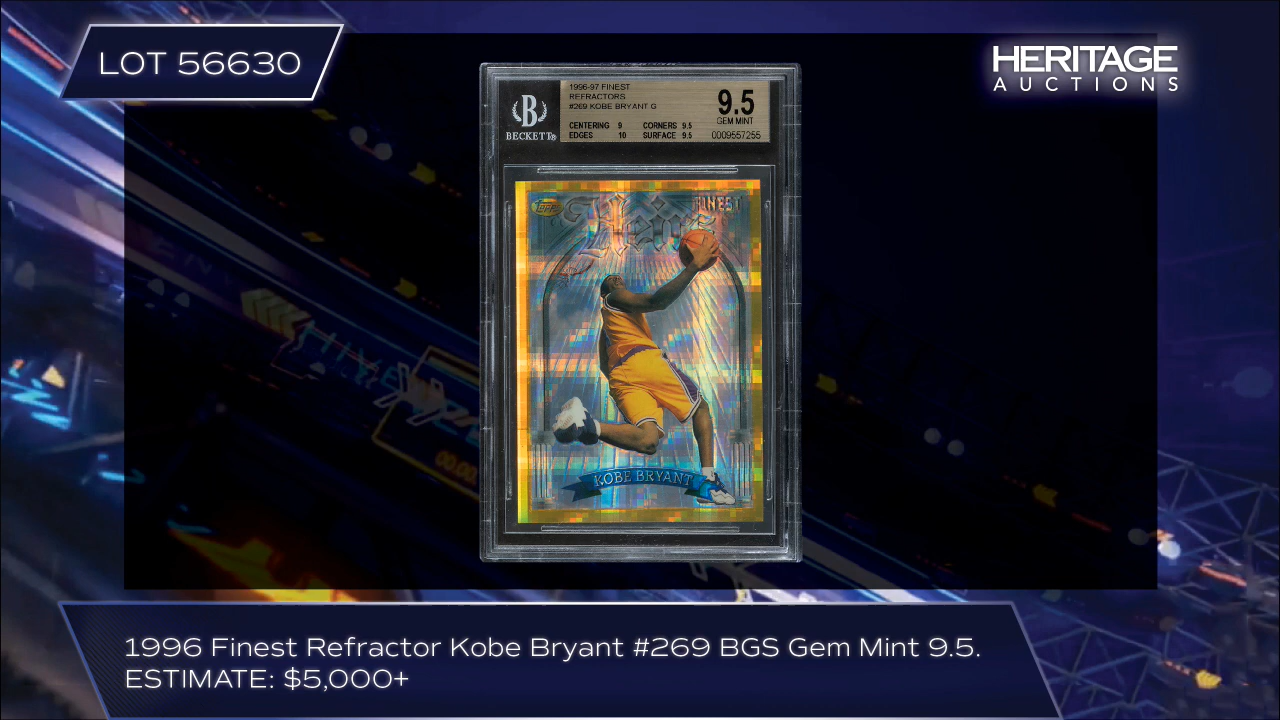 LOT 56630
HERITAGE
AUCTIONS
1996-97 FINEST
REFRACTORS
#269 KOBE BRYANT G
9.5
GEM MINT
B
BECKETT®
CENTERING 9 CORNERS 9.5
EDGES 10 SURFACE 9.5
0009557255
Topps
FINEST
Heirs
KOBE BRYANT
1996 Finest Refractor Kobe Bryant #269 BGS Gem Mint 9.5.
ESTIMATE: $5,000+